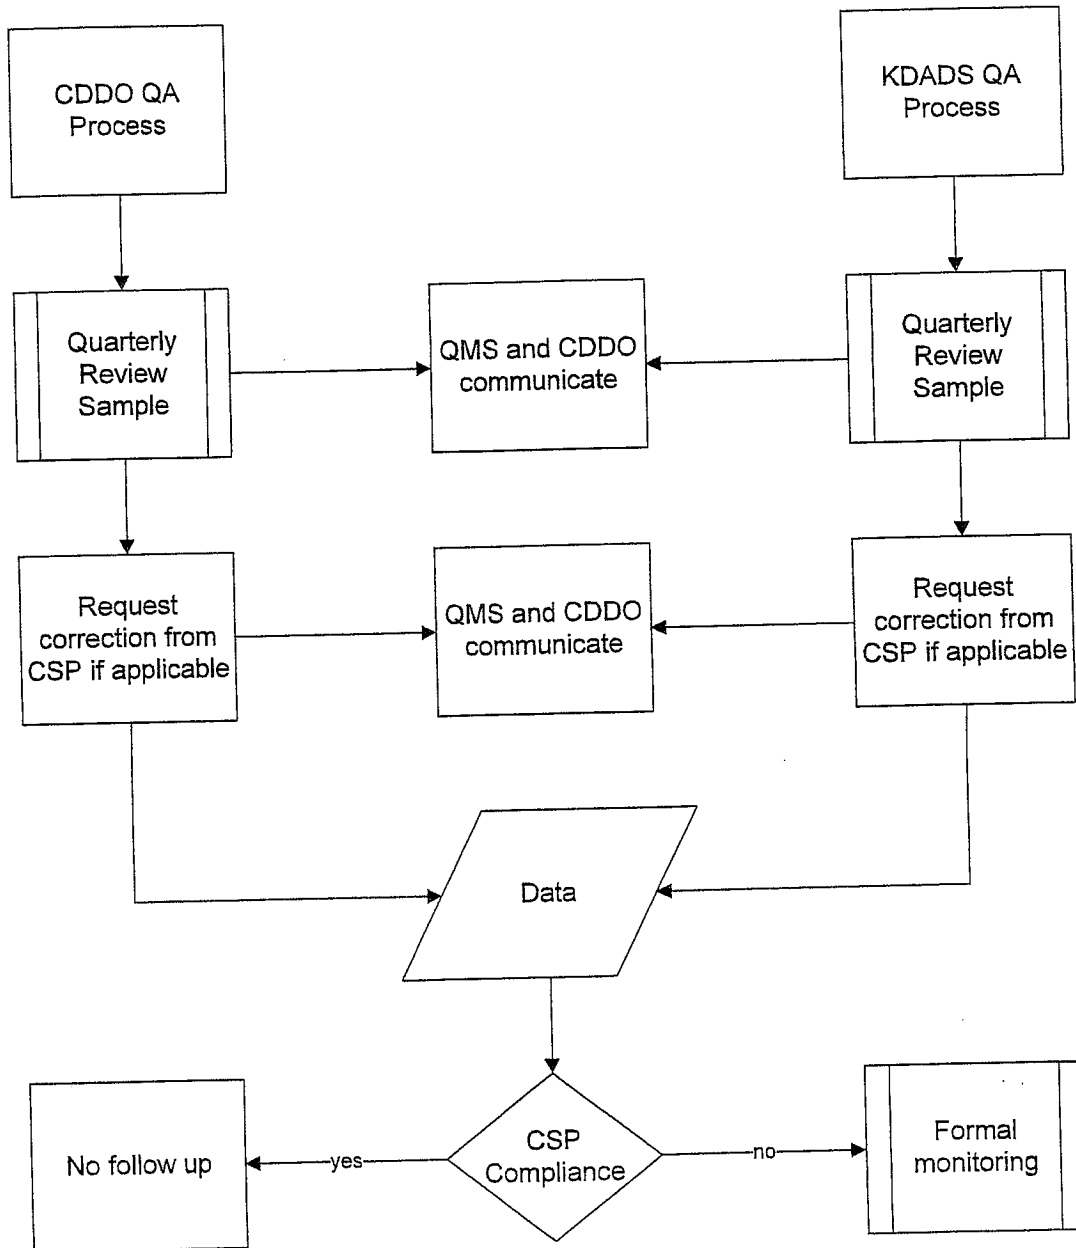 CDDO QA
Process
KDADS QA
Process
Quarterly
Review
Sample
QMS and CDDO
communicate
Quarterly
Review
Sample
Request
correction from
CSP if applicable
QMS and CDDO
communicate
Request
correction from
CSP if applicable
Data
No follow up
yes
CSP
Compliance
no
Formal
monitoring